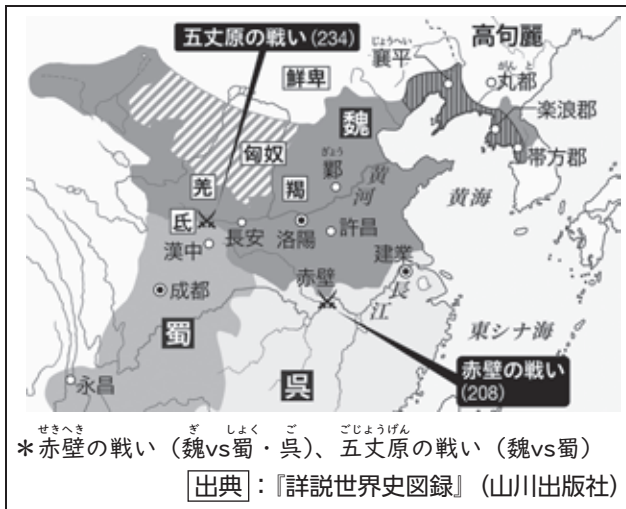 五丈原の戦い(234)
高句麗
じょうへい
襄平
がんと
丸都
鮮卑
楽浪郡
魏
匈奴
ぎょう
鄴
帯方郡
羌
羯
黄河
黄海
氐
長安
洛陽
許昌
漢中
建業
赤壁
長江
成都
東シナ海
蜀
呉
赤壁の戦い
(208)
永昌
せきへき ぎ しょく ご ごじょうげん
*赤壁の戦い(魏vs蜀・呉)、五丈原の戦い(魏vs蜀)
出典:『詳説世界史図録』(山川出版社)